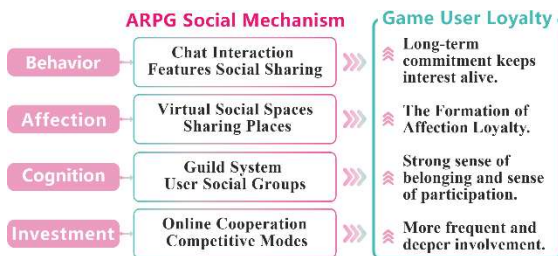 ARPG Social Mechanism
Game User Loyalty
Behavior
Chat Interaction
Features Social Sharing
Long-term
commitment keeps
interest alive.
Affection
Virtual Social Spaces
Sharing Places
The Formation of
Affection Loyalty.
Cognition
Guild System
User Social Groups
Strong sense of
belonging and sense
of participation.
Investment
Online Cooperation
Competitive Modes
More frequent and
deeper involvement.